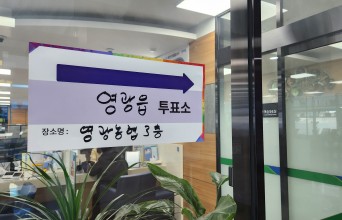 영광읍 투표소
장소명 : 영광농협 3층